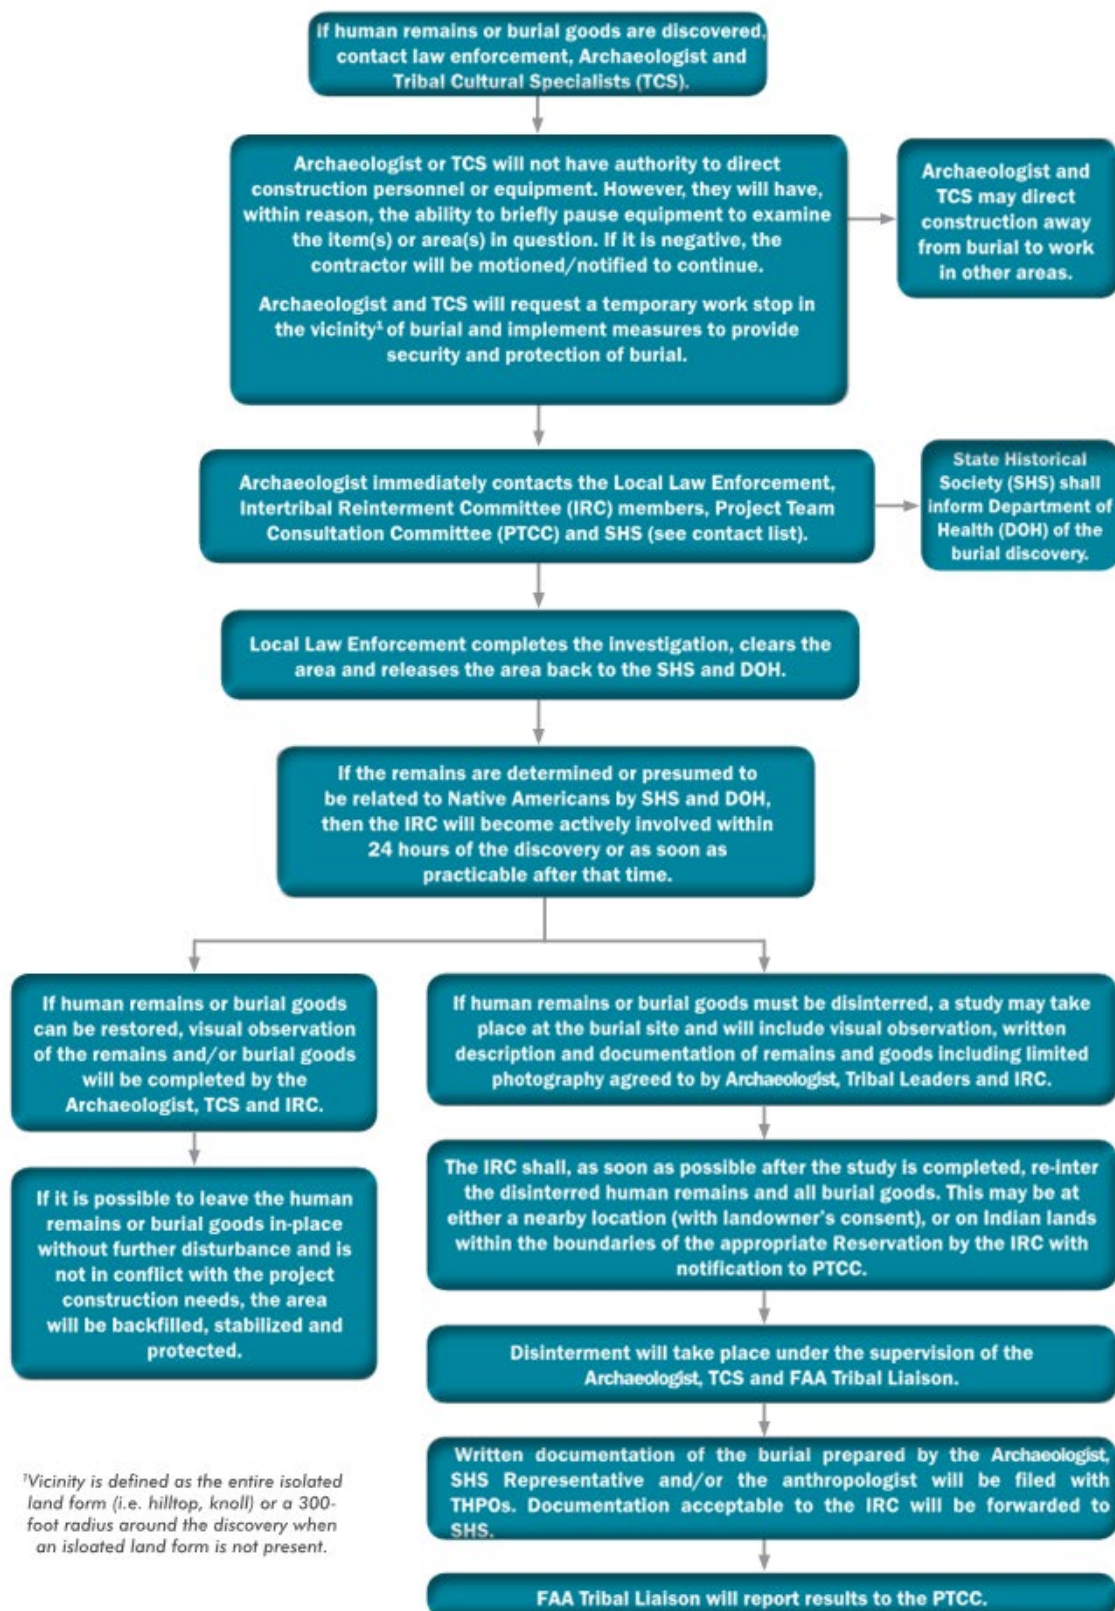 If human remains or burial goods are discovered,
contact law enforcement, Archaeologist and
Tribal Cultural Specialists (TCS).
Archaeologist or TCS will not have authority to direct
construction personnel or equipment. However, they will have,
within reason, the ability to briefly pause equipment to examine
the item(s) or area(s) in question. If it is negative, the
contractor will be motioned/notified to continue.
Archaeologist and TCS will request a temporary work stop in
the vicinity¹ of burial and implement measures to provide
security and protection of burial.
Archaeologist and
TCS may direct
construction away
from burial to work
in other areas.
Archaeologist immediately contacts the Local Law Enforcement,
Intertribal Reinterment Committee (IRC) members, Project Team
Consultation Committee (PTCC) and SHS (see contact list).
State Historical
Society (SHS) shall
inform Department of
Health (DOH) of the
burial discovery.
Local Law Enforcement completes the investigation, clears the
area and releases the area back to the SHS and DOH.
If the remains are determined or presumed to
be related to Native Americans by SHS and DOH,
then the IRC will become actively involved within
24 hours of the discovery or as soon as
practicable after that time.
If human remains or burial goods
can be restored, visual observation
of the remains and/or burial goods
will be completed by the
Archaeologist, TCS and IRC.
If it is possible to leave the human
remains or burial goods in-place
without further disturbance and is
not in conflict with the project
construction needs, the area
will be backfilled, stabilized and
protected.
If human remains or burial goods must be disinterred, a study may take
place at the burial site and will include visual observation, written
description and documentation of remains and goods including limited
photography agreed to by Archaeologist, Tribal Leaders and IRC.
The IRC shall, as soon as possible after the study is completed, re-inter
the disinterred human remains and all burial goods. This may be at
either a nearby location (with landowner's consent), or on Indian lands
within the boundaries of the appropriate Reservation by the IRC with
notification to PTCC.
Disinterment will take place under the supervision of the
Archaeologist, TCS and FAA Tribal Liaison.
Written documentation of the burial prepared by the Archaeologist,
SHS Representative and/or the anthropologist will be filed with
THPOs. Documentation acceptable to the IRC will be forwarded to
SHS.
FAA Tribal Liaison will report results to the PTCC.
¹Vicinity is defined as the entire isolated
land form (i.e. hilltop, knoll) or a 300-
foot radius around the discovery when
an isloated land form is not present.